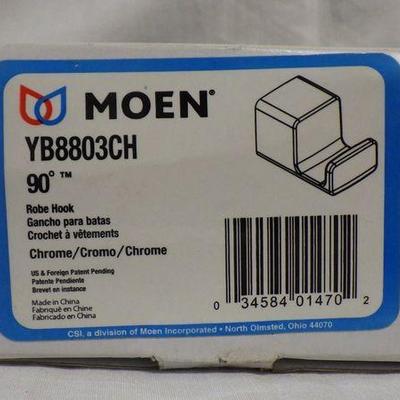 MOEN®
YB8803CH
90° ™
Robe Hook
Gancho para batas
Crochet à vêtements
Chrome/Cromo/Chrome
US & Foreign Patent Pending
Patente Pendiente
Brevet en instance
Made in China
Fabriqué en Chine
Fabricado en China
0 34584 01470 2
CSI, a division of Moen Incorporated • North Olmsted, Ohio 44070